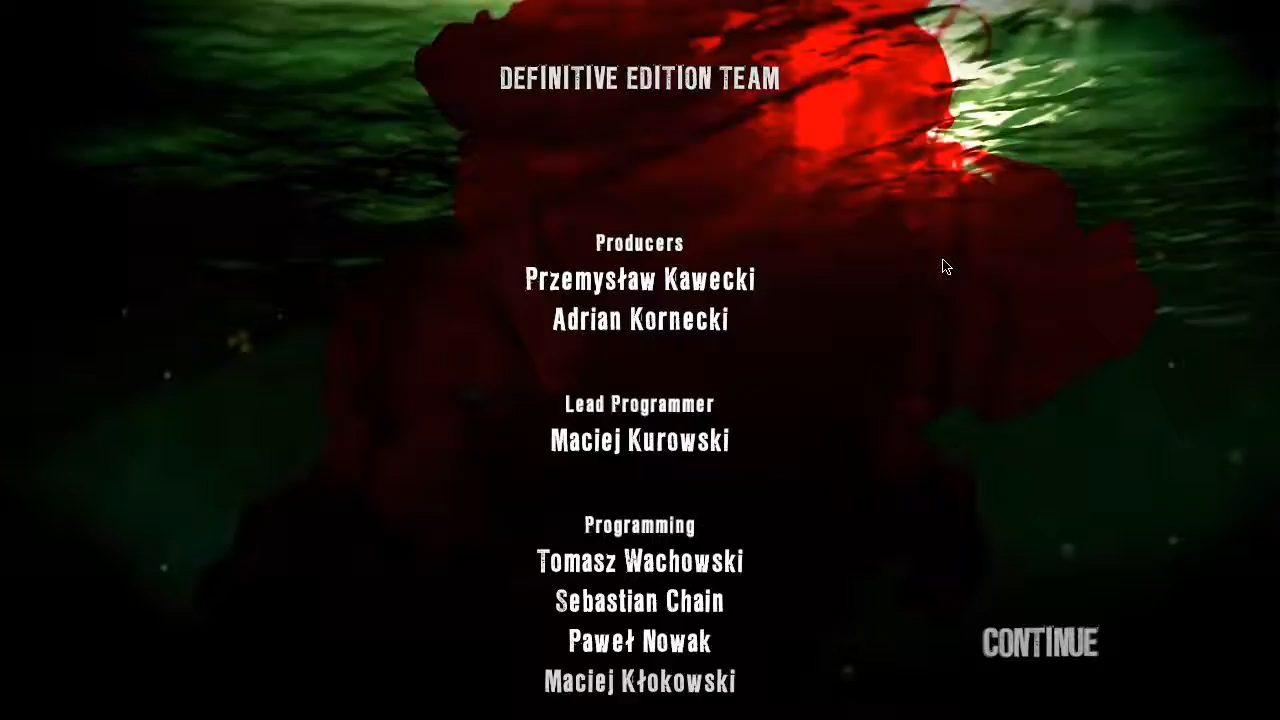 DEFINITIVE EDITION TEAM
Producers
Przemysław Kawecki
Adrian Kornecki
Lead Programmer
Maciej Kurowski
Programming
Tomasz Wachowski
Sebastian Chain
Paweł Nowak
Maciej Kłokowski
CONTINUE